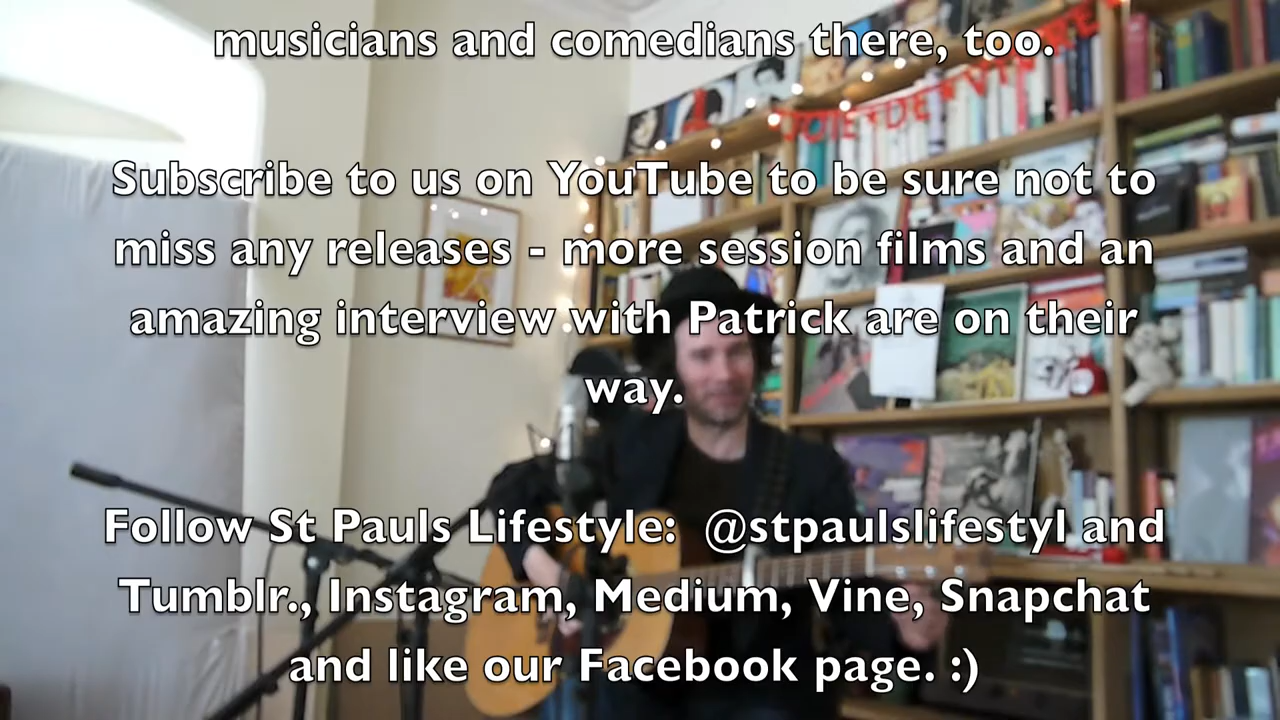 musicians and comedians there, too.
Subscribe to us on YouTube to be sure not to
miss any releases - more session films and an
amazing interview with Patrick are on their
way.
Follow St Pauls Lifestyle: @stpaulslifestyl and
Tumblr., Instagram, Medium, Vine, Snapchat
and like our Facebook page. :)